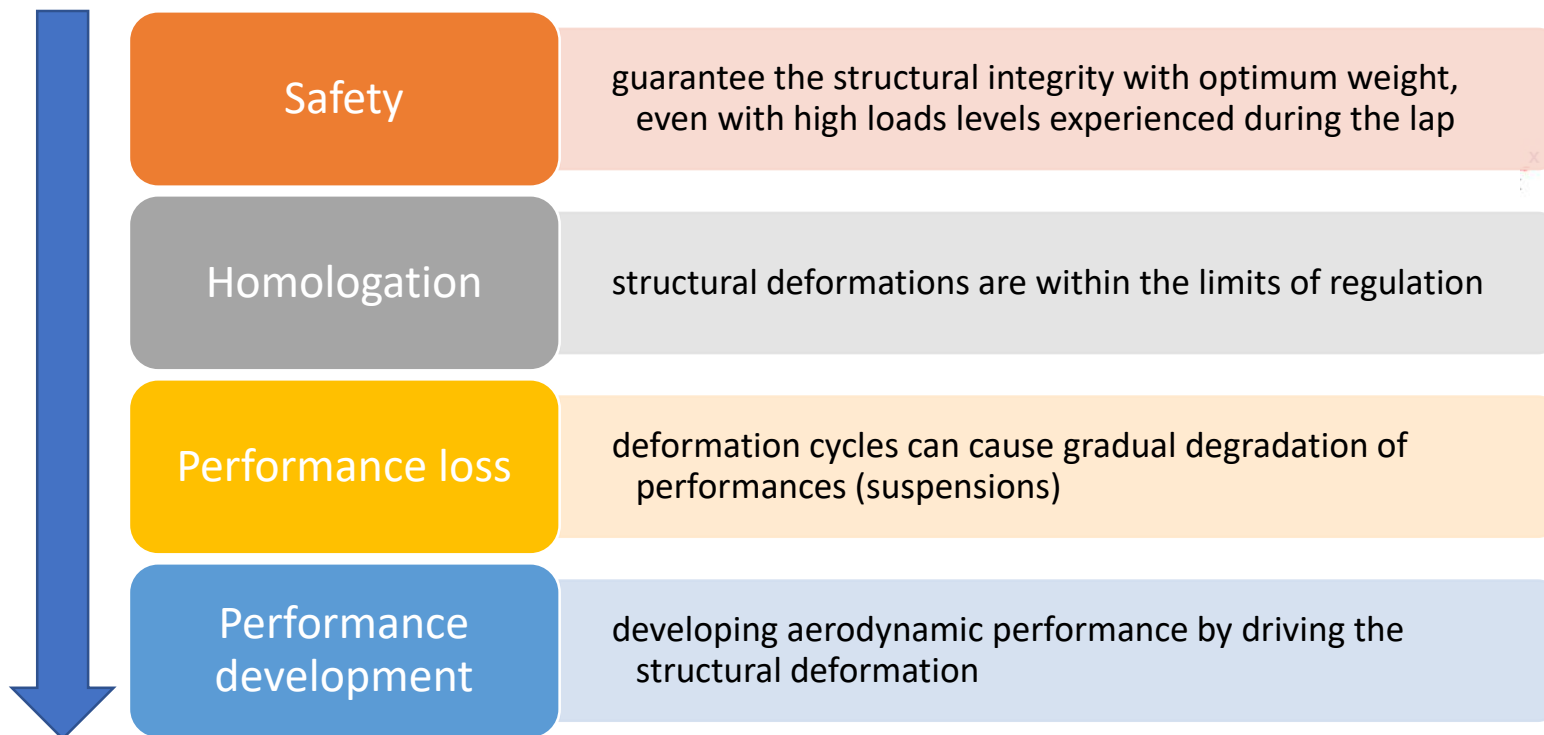 Safety
guarantee the structural integrity with optimum weight,
even with high loads levels experienced during the lap
x
Homologation
structural deformations are within the limits of regulation
Performance loss
deformation cycles can cause gradual degradation of
performances (suspensions)
Performance
development
developing aerodynamic performance by driving the
structural deformation